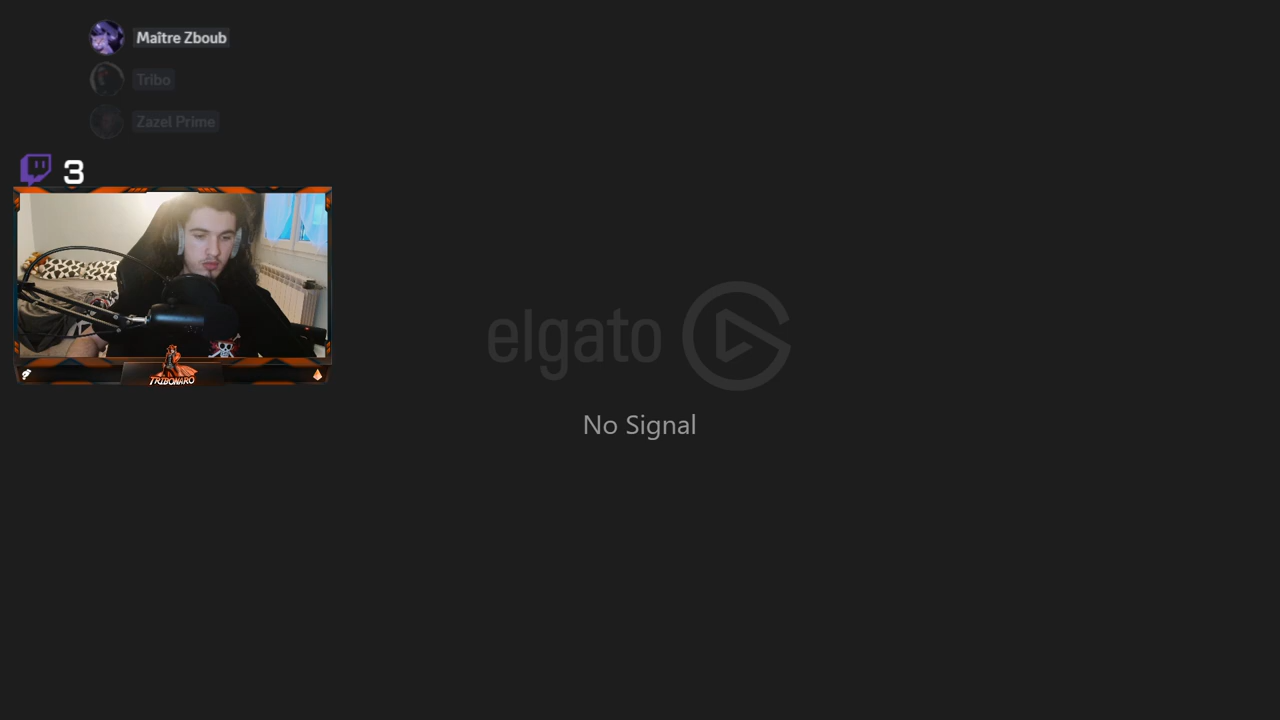 Maître Zboub
Tribo
Zazel Prime
3
elgato
No Signal
TRIBONARO